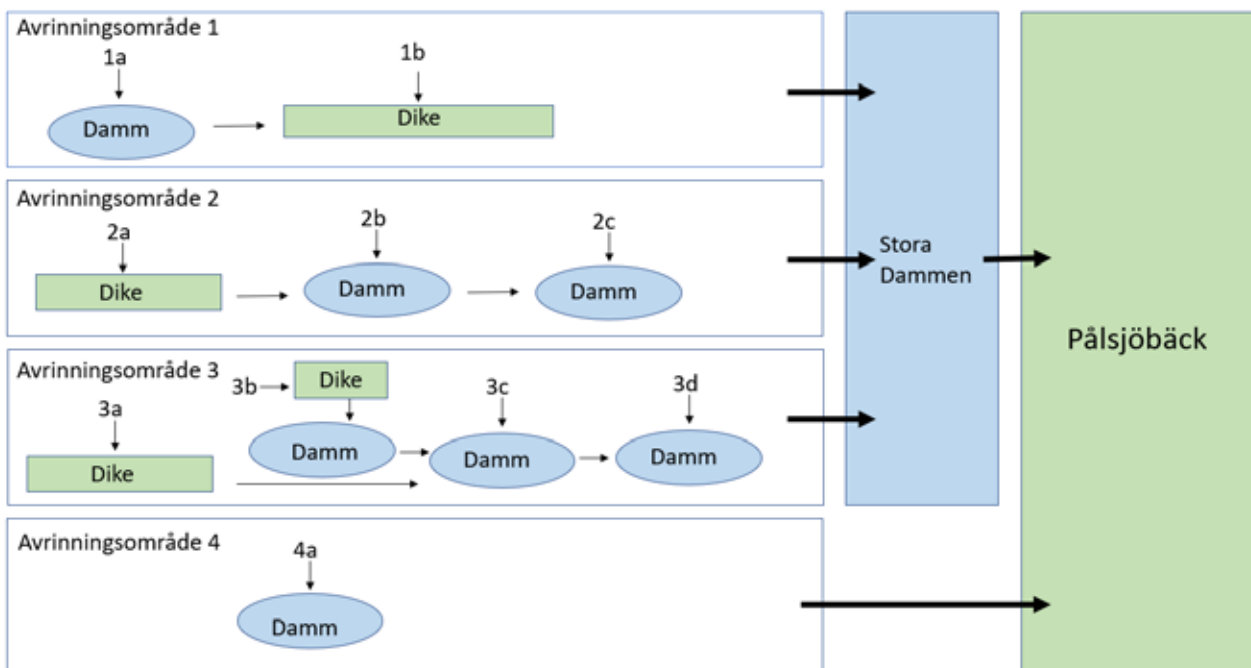 Avrinningsområde 1
1a
1b
Damm
Dike
Avrinningsområde 2
2a
2b
2c
Dike
Damm
Damm
Avrinningsområde 3
3a
3b
Dike
3c
3d
Dike
Damm
Damm
Damm
Avrinningsområde 4
4a
Damm
Stora
Dammen
Pålsjöbäck